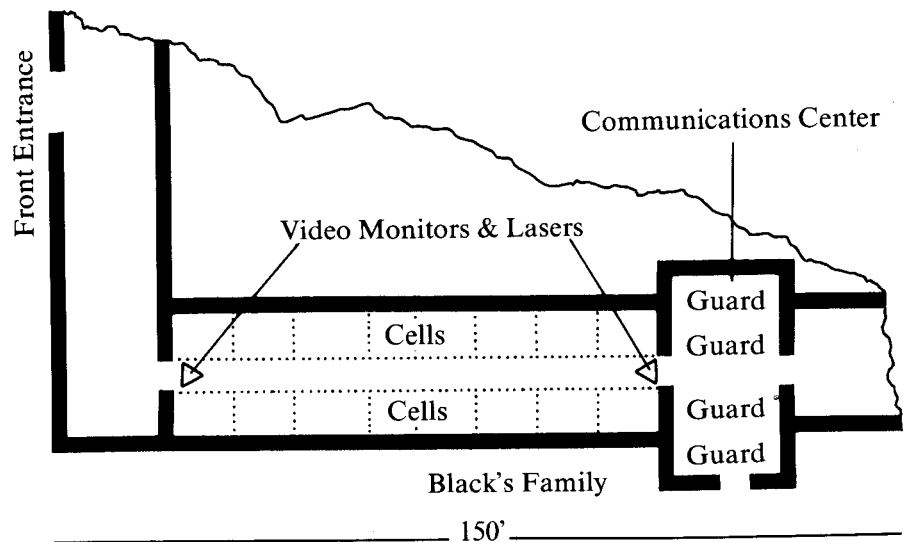 Front Entrance
Communications Center
Video Monitors & Lasers
Guard
Cells
Guard
Cells
Guard
Guard
Black's Family
150'